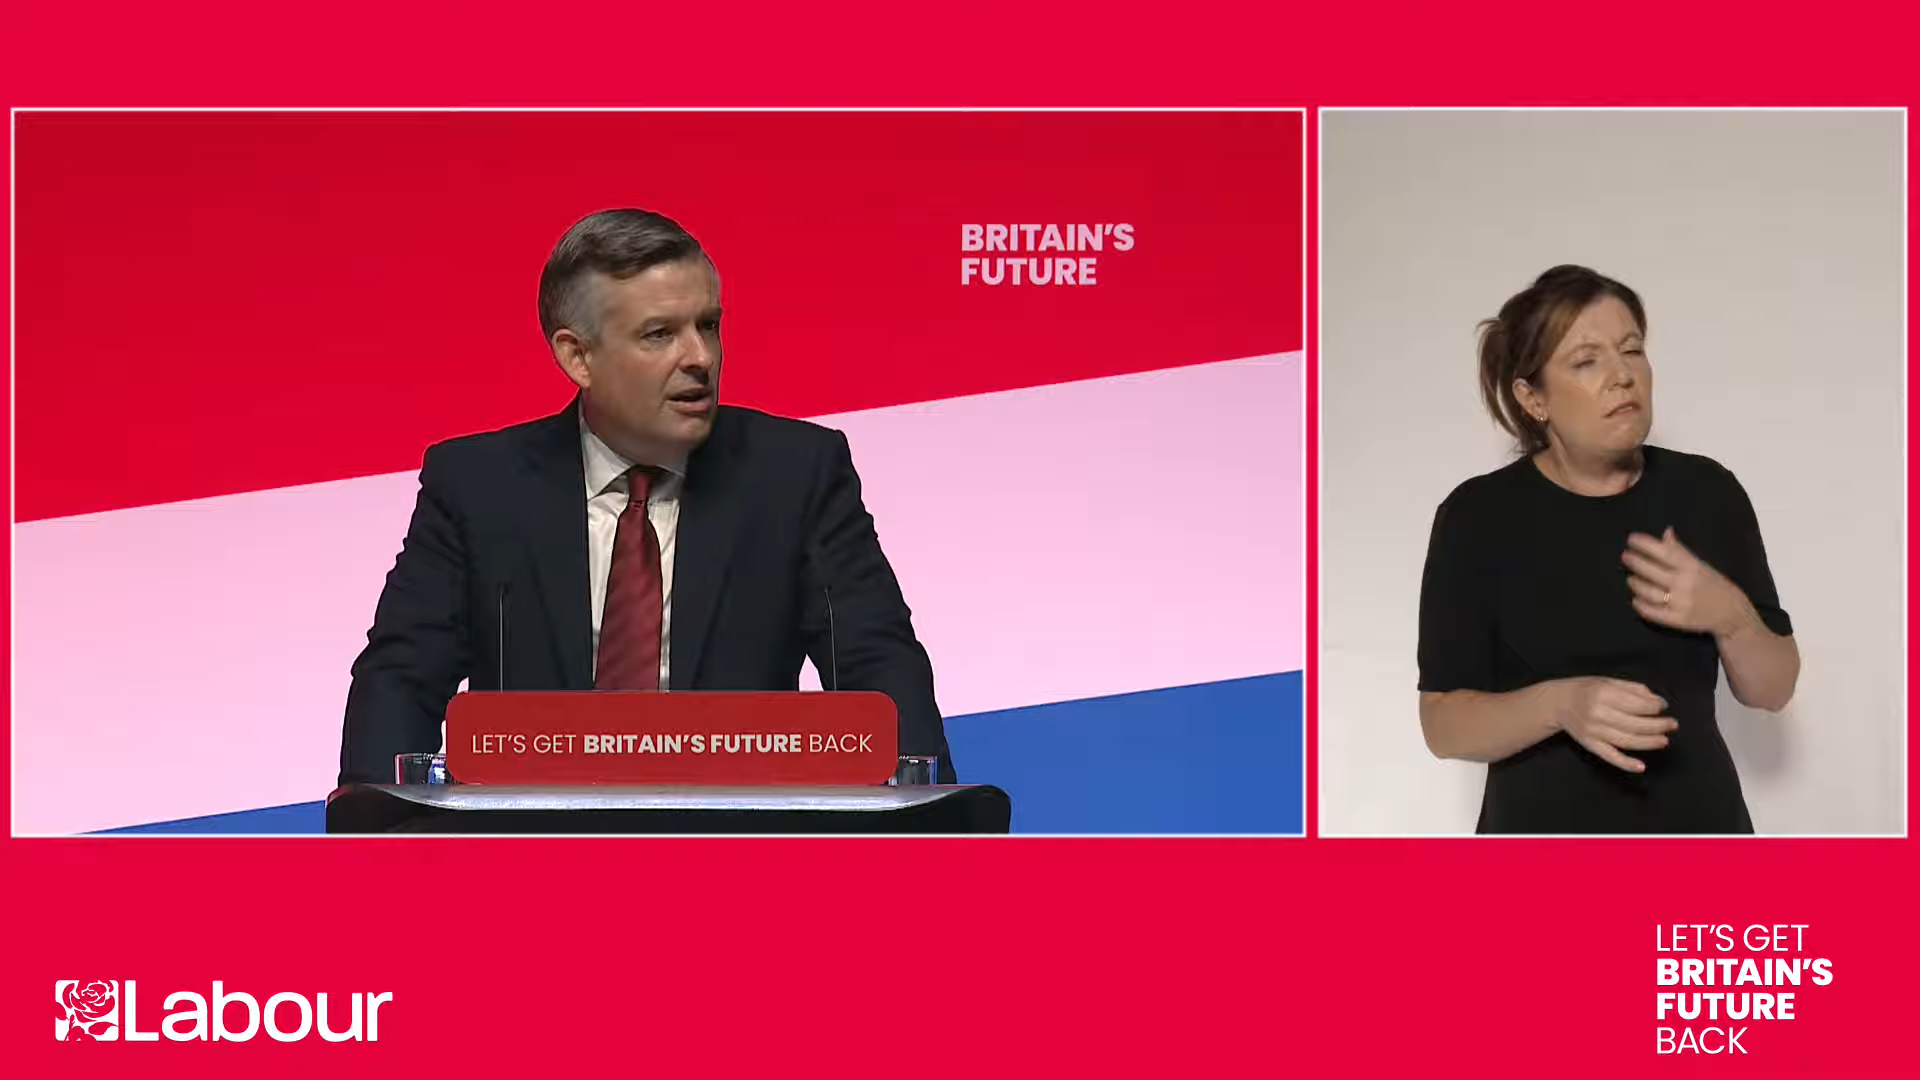 BRITAIN'S
FUTURE
LET'S GET BRITAIN'S FUTURE BACK
Labour
LET'S GET
BRITAIN'S
FUTURE
BACK